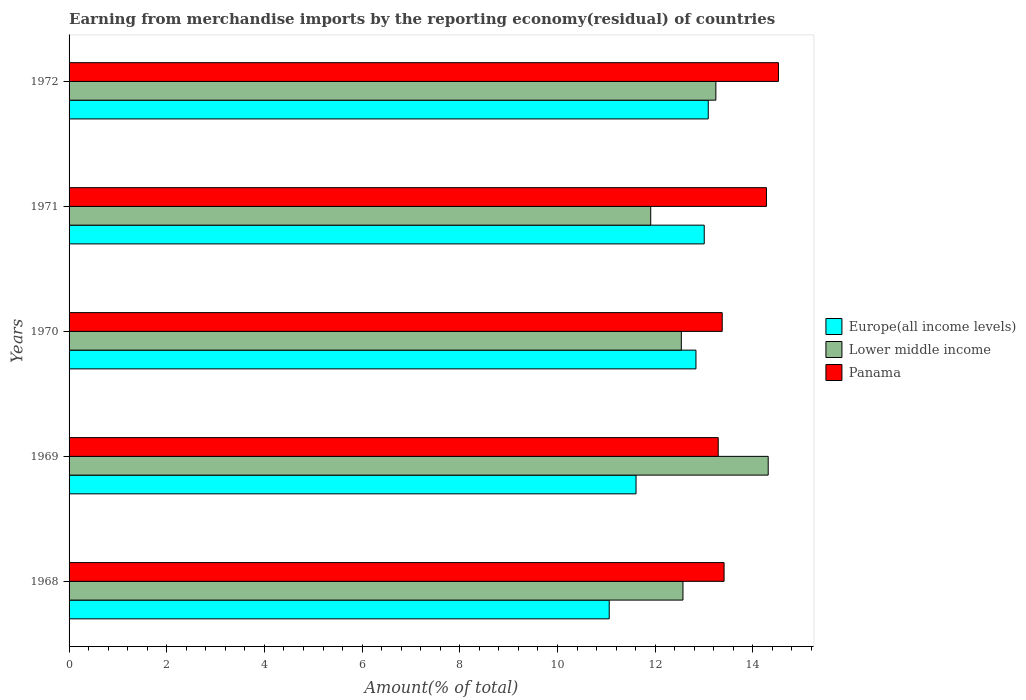 Earning from merchandise imports by the reporting economy(residual) of countries
1972
1971
1970
1969
1968
Years
0
2
4
6
8
10
12
14
Amount(% of total)
Europe(all income levels)
Lower middle income
Panama